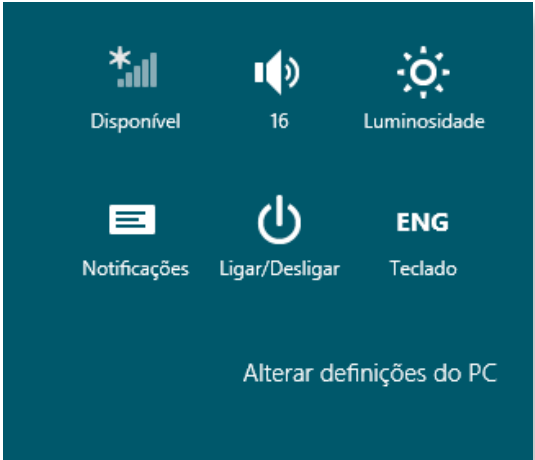 Disponível
16
Luminosidade
ENG
Notificações
Ligar/Desligar
Teclado
Alterar definições do PC